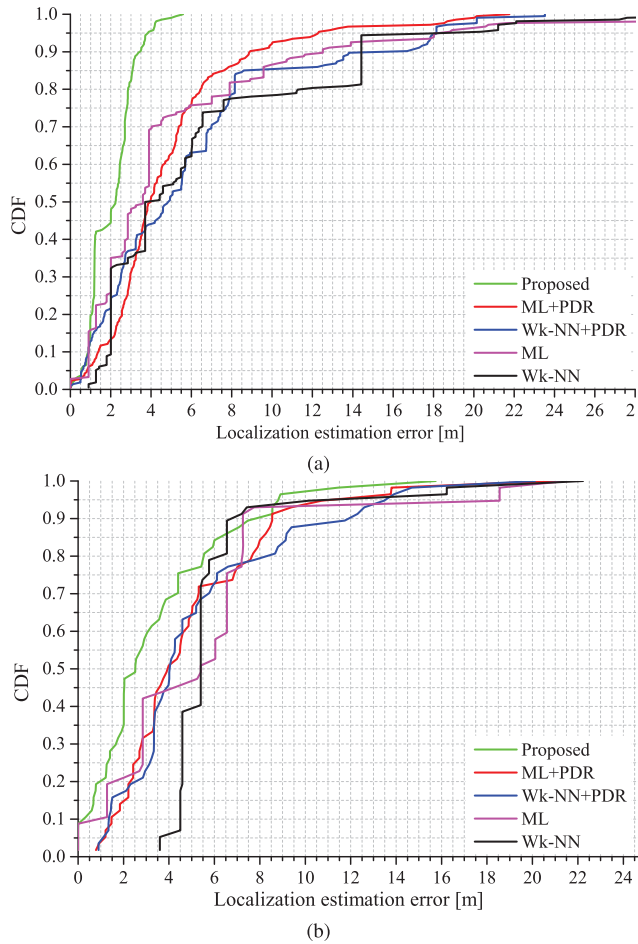 1.0
0.9
0.8
0.7
0.6
0.5
0.4
0.3
0.2
0.1
0.0
CDF
Proposed
ML+PDR
Wk-NN+PDR
ML
Wk-NN
0 2 4 6 8 10 12 14 16 18 20 22 24 26 28
Localization estimation error [m]
(a)
1.0
0.9
0.8
0.7
0.6
0.5
0.4
0.3
0.2
0.1
0.0
CDF
Proposed
ML+PDR
Wk-NN+PDR
ML
Wk-NN
0 2 4 6 8 10 12 14 16 18 20 22 24
Localization estimation error [m]
(b)